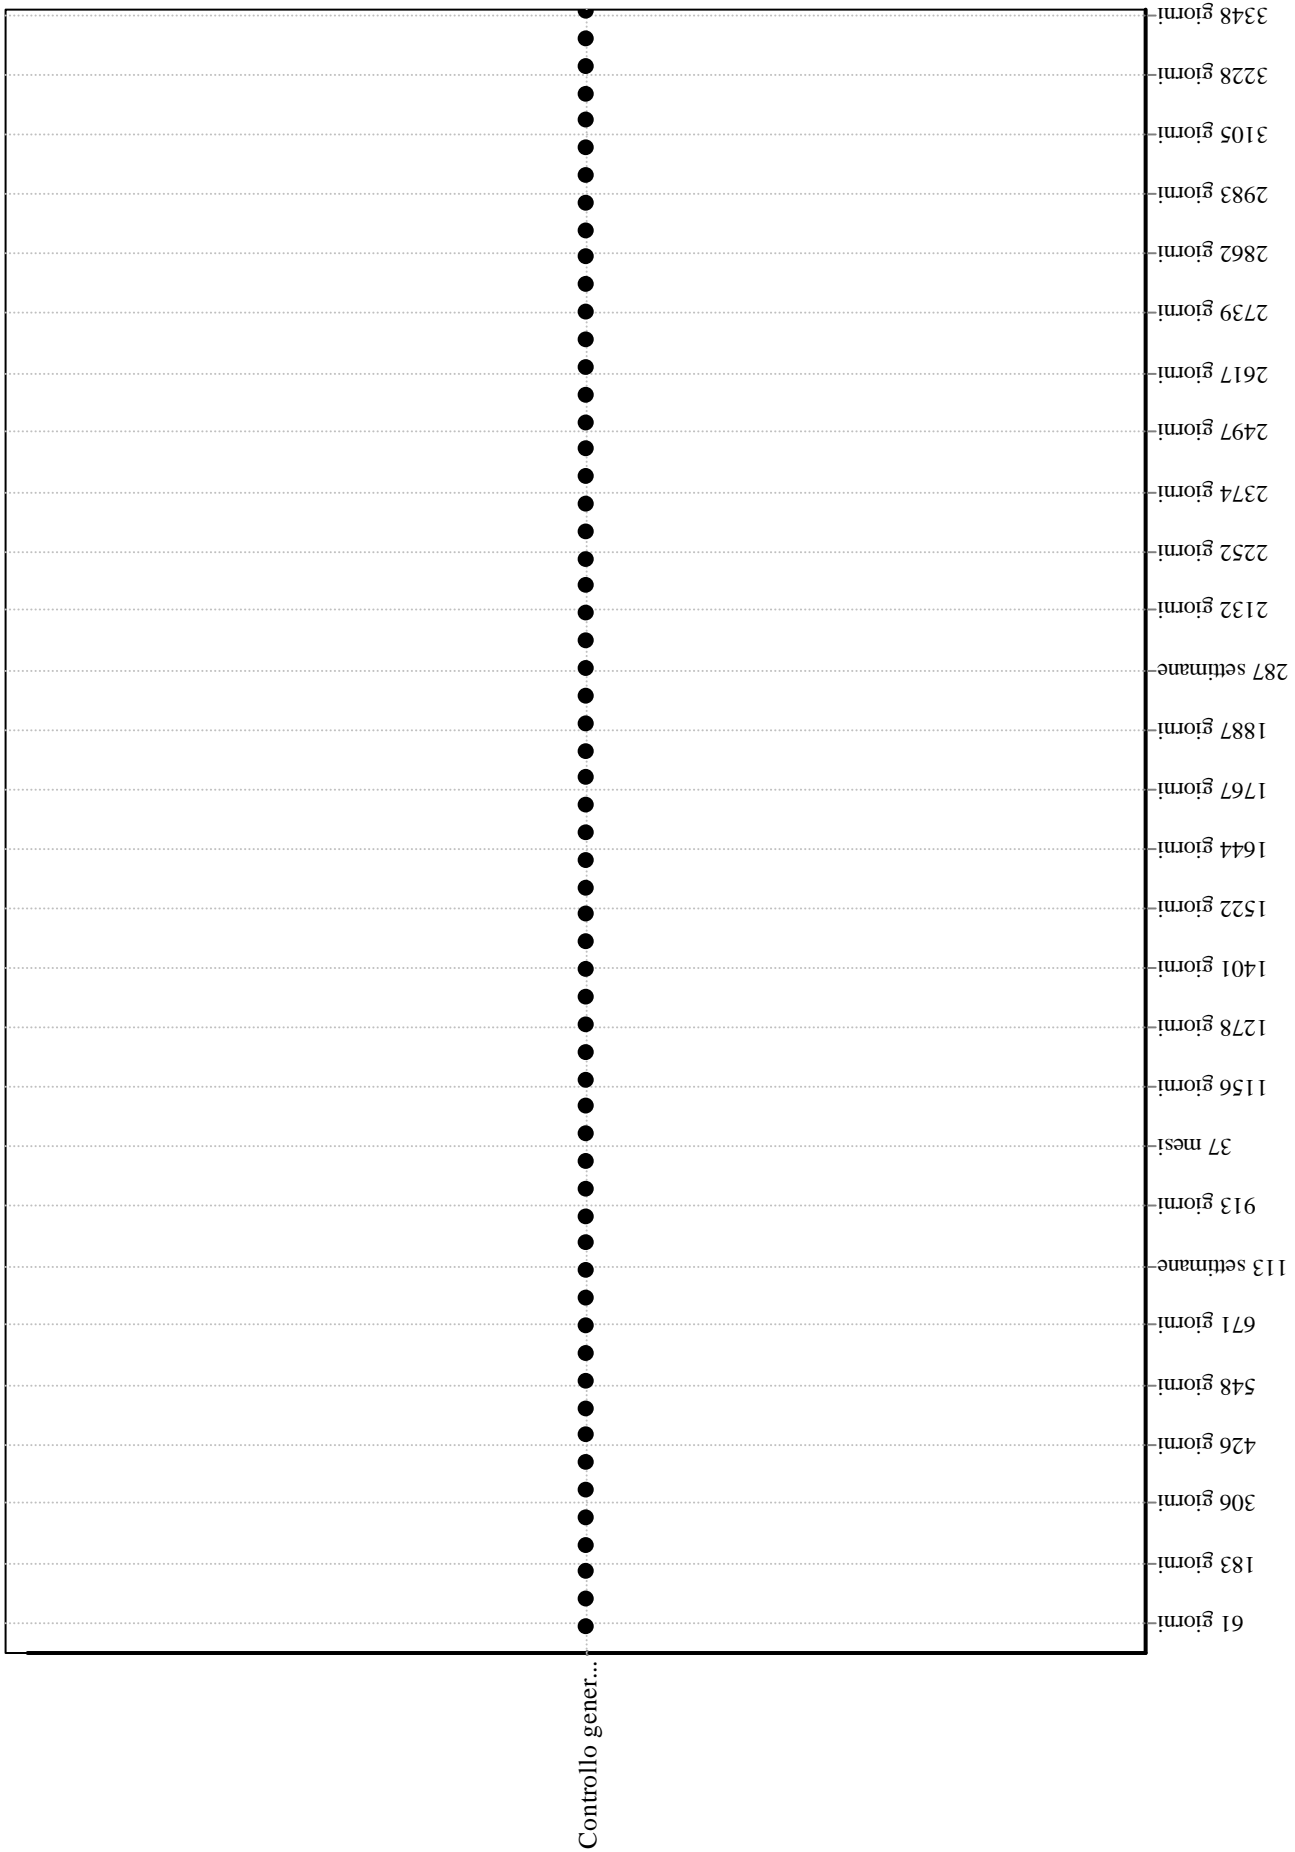 3348 giorni
3228 giorni
3105 giorni
2983 giorni
2862 giorni
2739 giorni
2617 giorni
2497 giorni
2374 giorni
2252 giorni
2132 giorni
287 settimane
1887 giorni
1767 giorni
1644 giorni
1522 giorni
1401 giorni
1278 giorni
1156 giorni
37 mesi
913 giorni
113 settimane
671 giorni
548 giorni
426 giorni
306 giorni
183 giorni
61 giorni
Controllo gener...